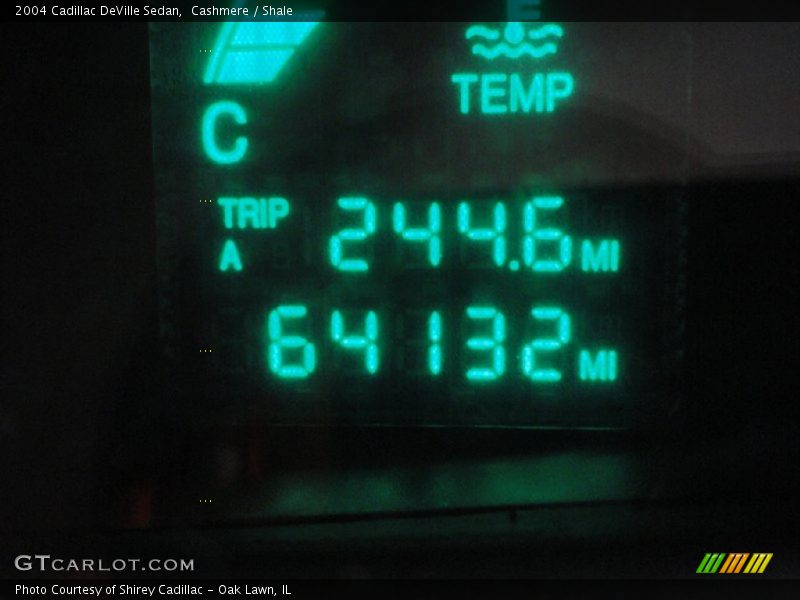 2004 Cadillac DeVille Sedan,  Cashmere / Shale
TEMP
C
TRIP
A 244.6 MI
64132 MI
GTCARLOT.COM
Photo Courtesy of Shirey Cadillac - Oak Lawn, IL